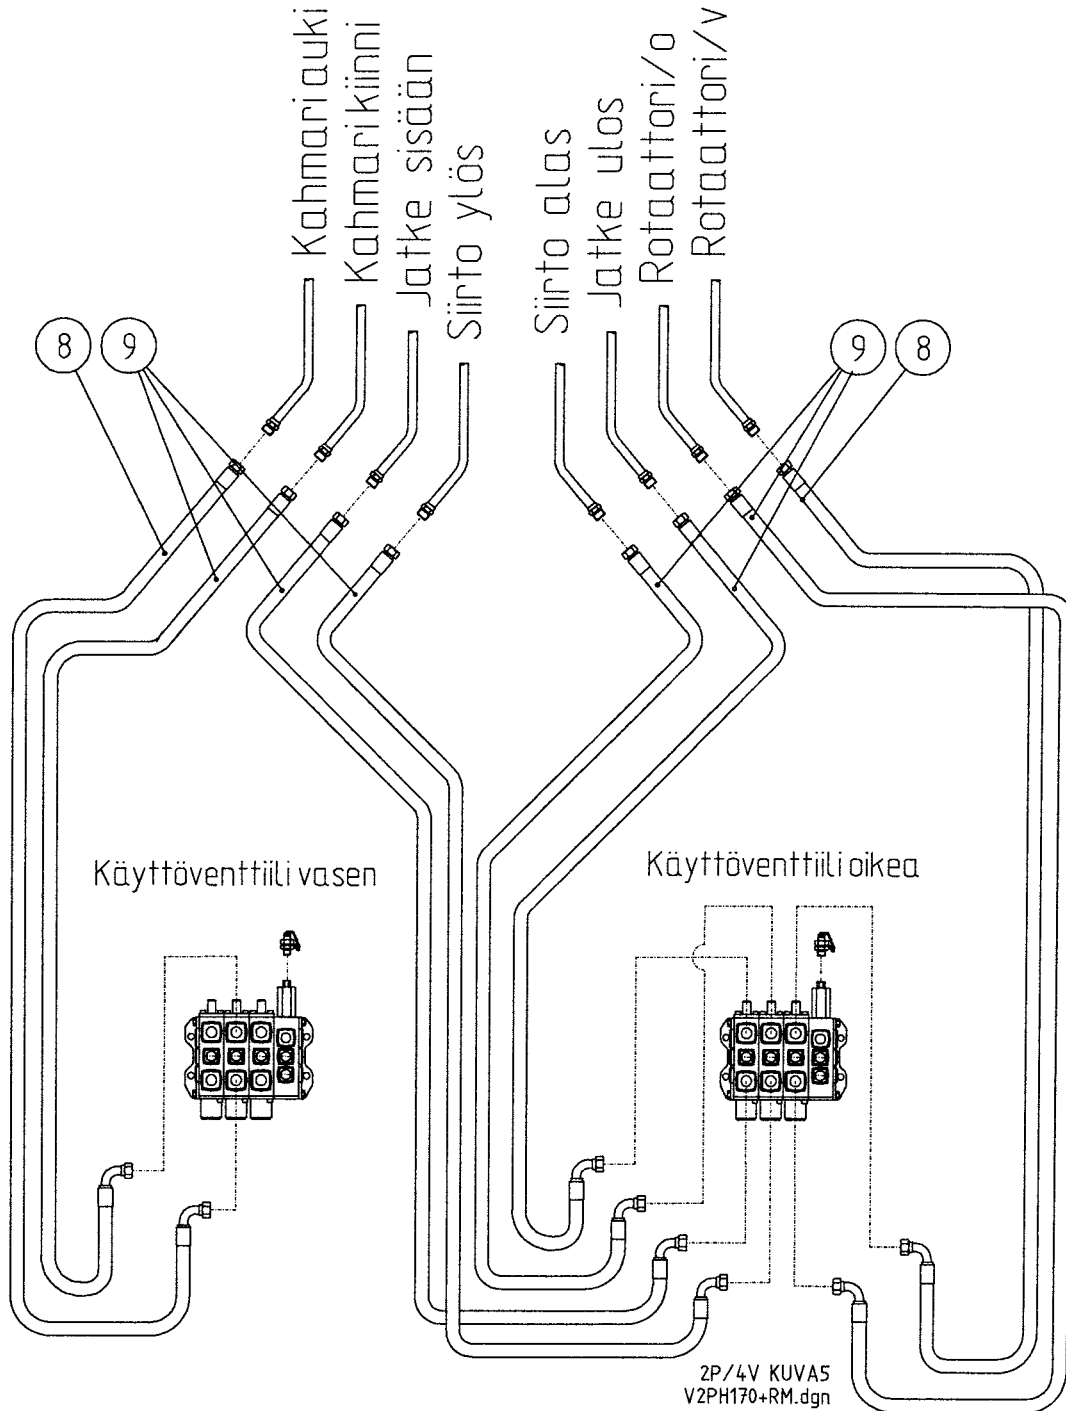 Kahmari auki
Kahmari kiinni
Jatke sisään
Siirto ylös
Siirto alas
Jatke ulos
Rotaattori/o
Rotaattori/v
8
9
9
8
Käyttöventtiili vasen
Käyttöventtiili oikea
2P/4V KUVA5
V2PH170+RM.dgn